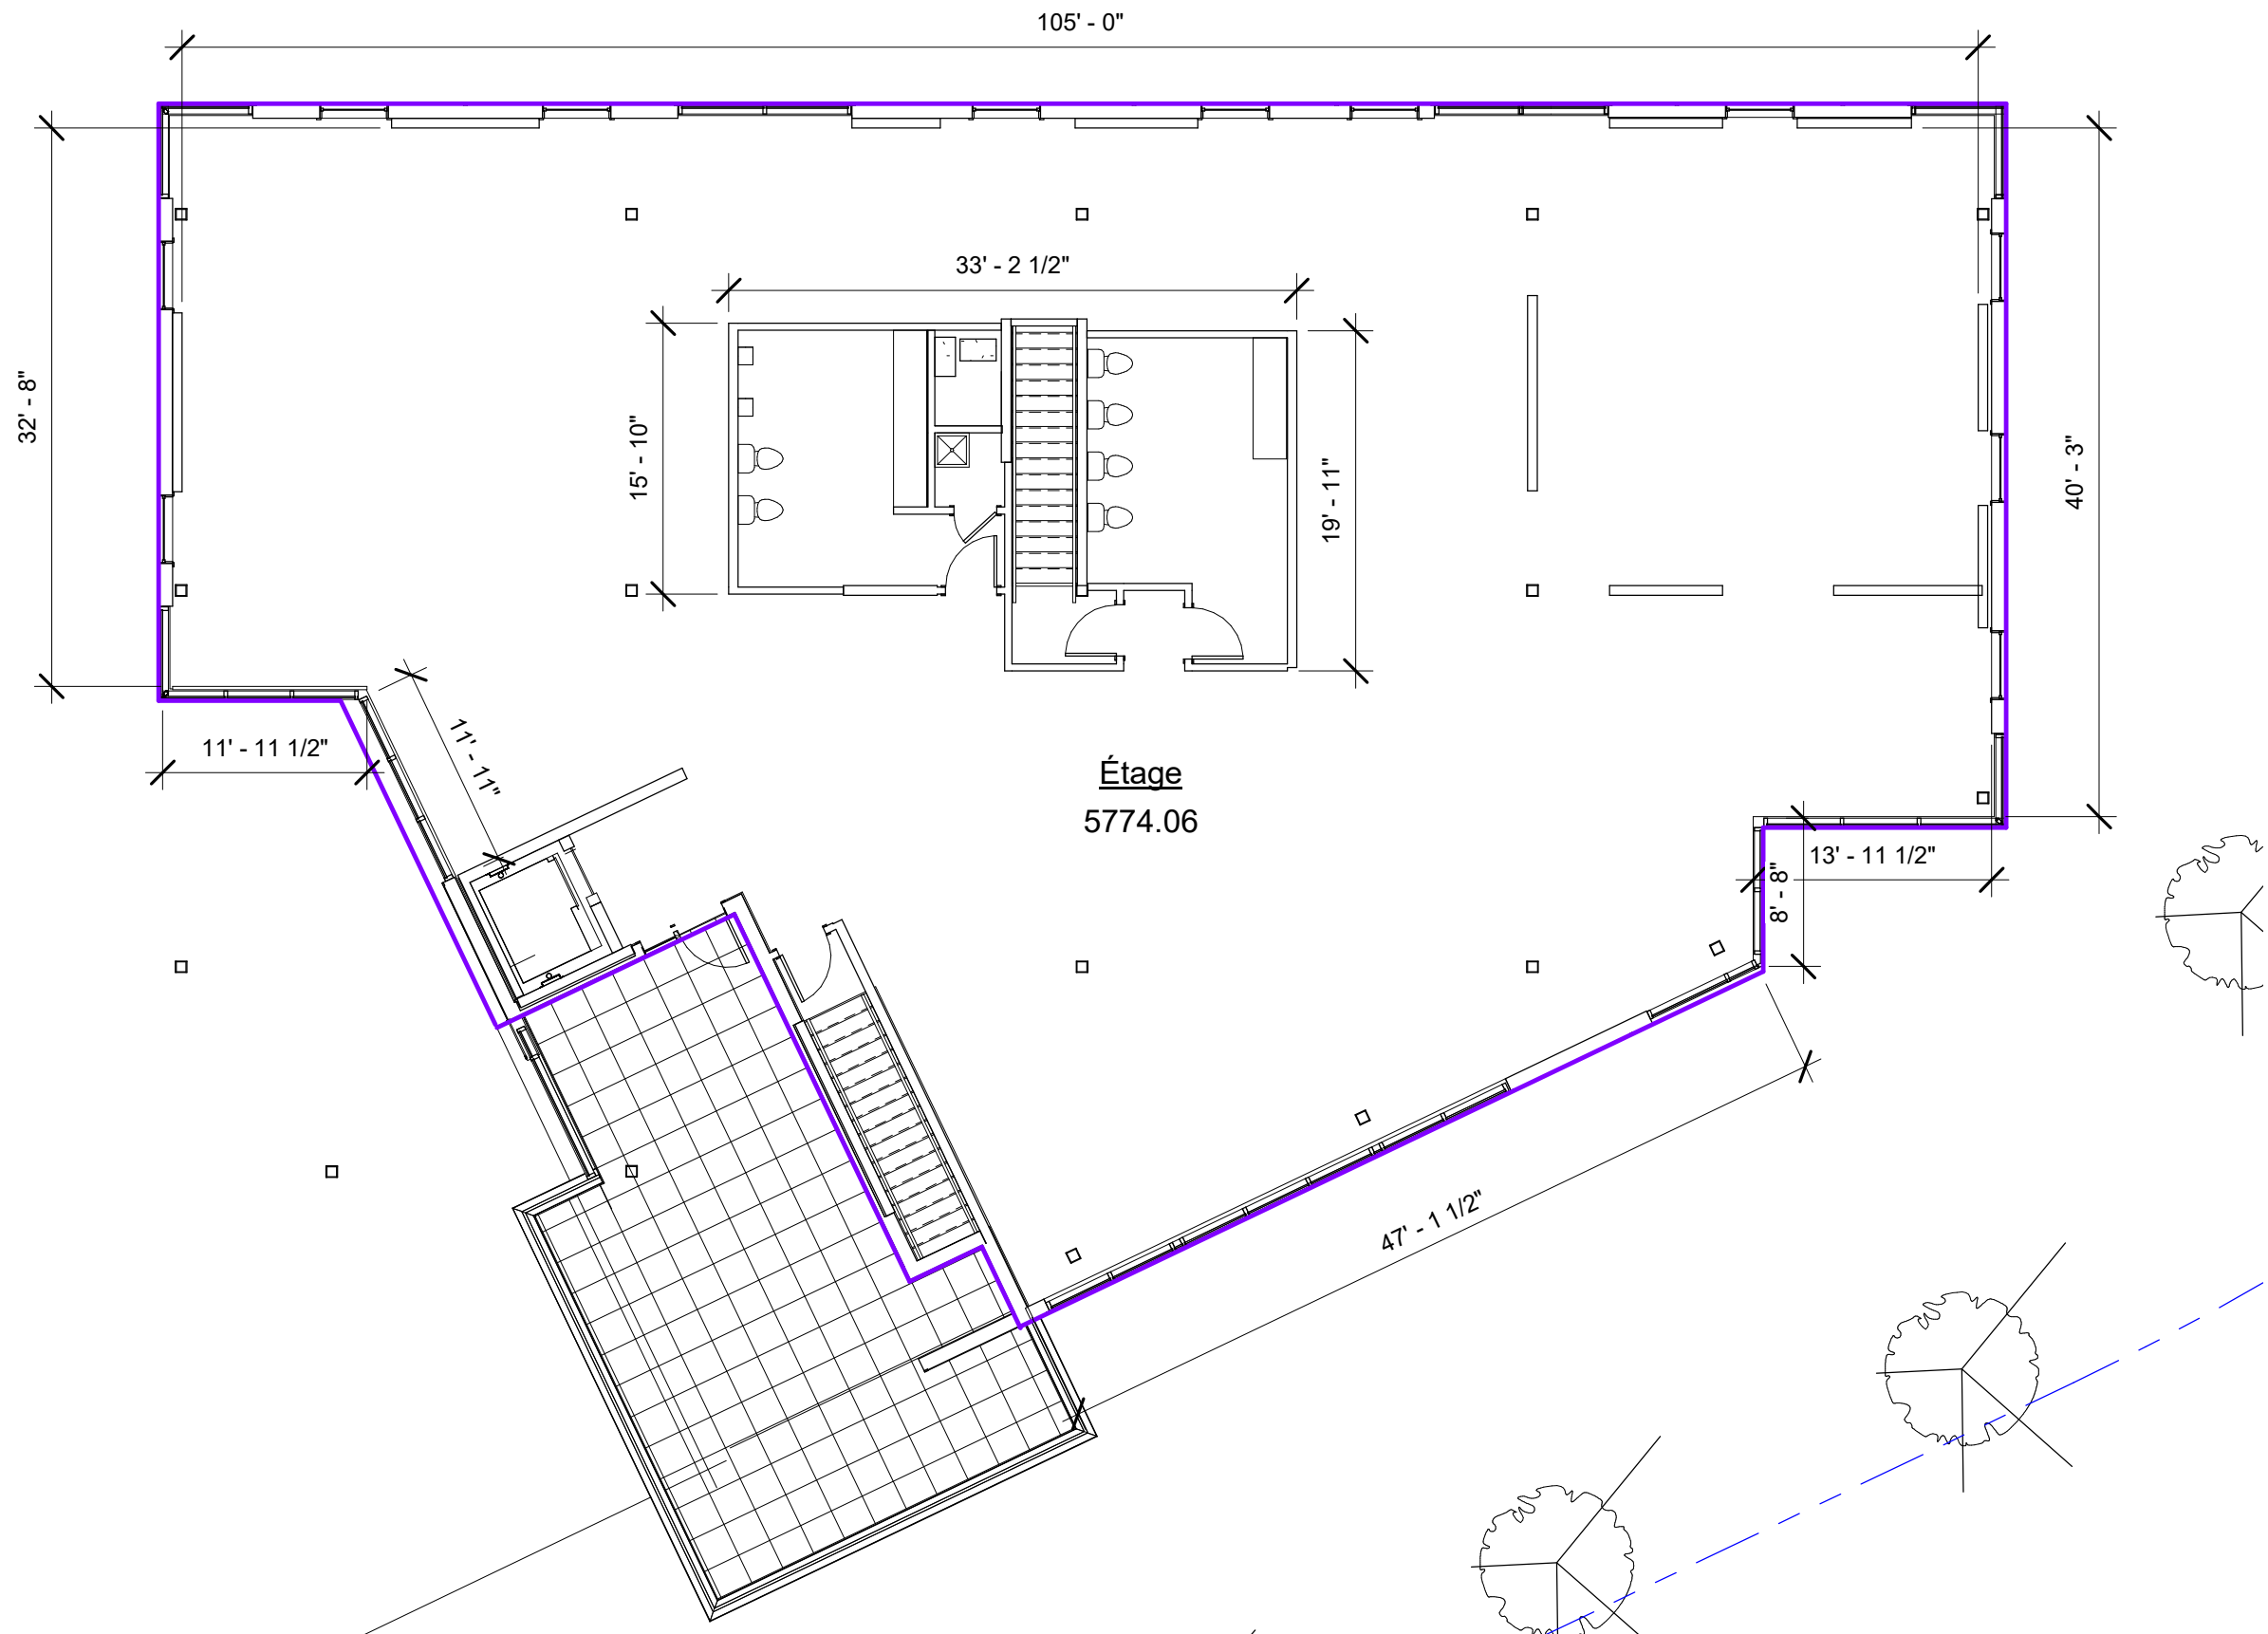 105' - 0"
33' - 2 1/2"
32' - 8"
15' - 10"
19' - 11"
40' - 3"
11' - 11 1/2"
11' - 11"
Étage
5774.06
13' - 11 1/2"
8' - 8"
47' - 1 1/2"